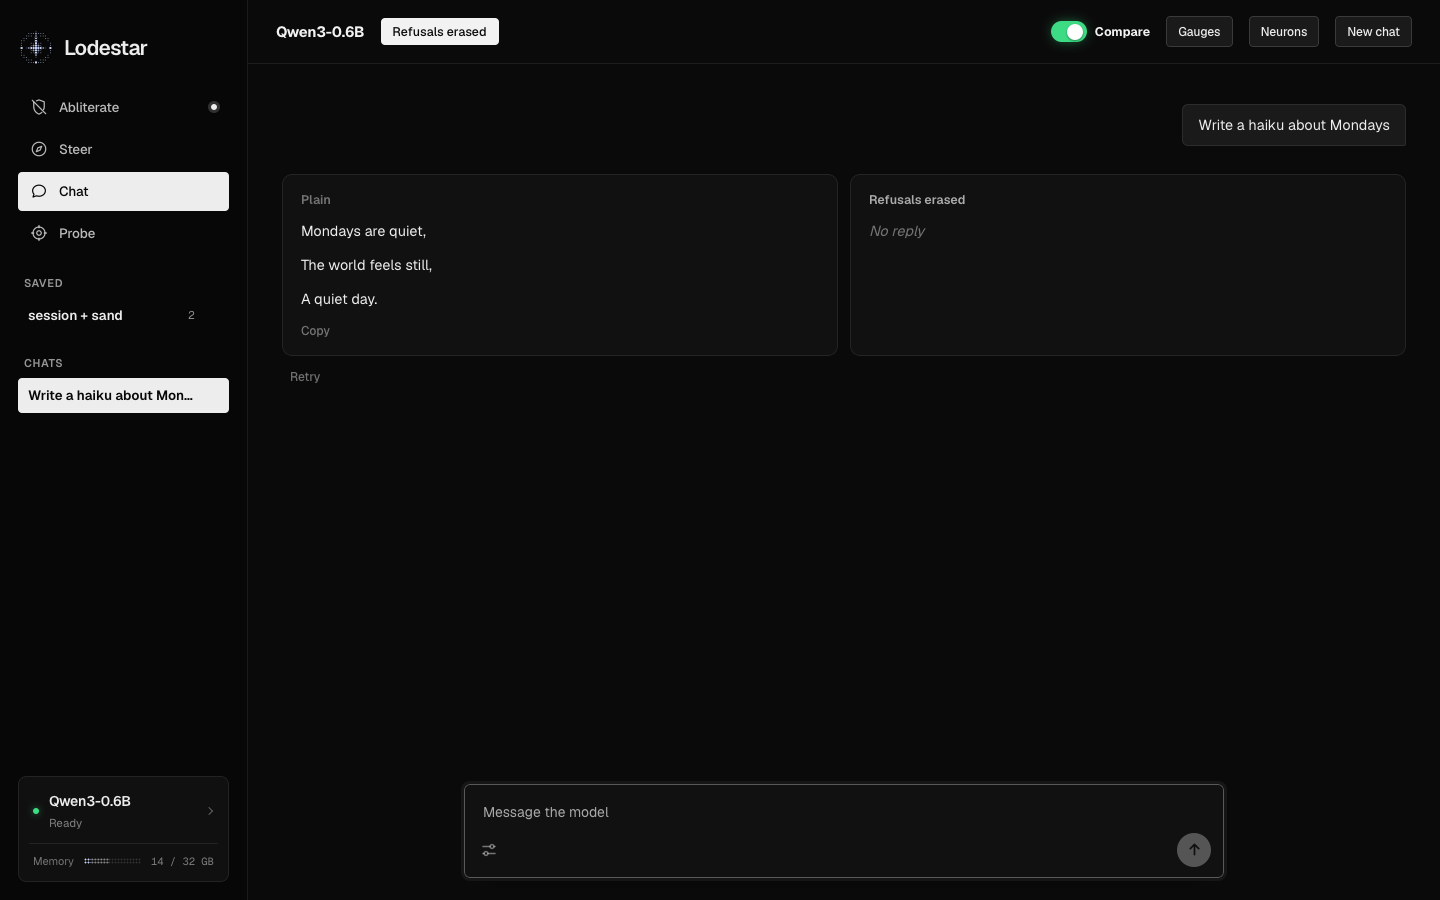 Lodestar
Abliterate
Steer
Chat
Probe
SAVED
session + sand 2
CHATS
Write a haiku about Mon...
Qwen3-0.6B
Ready
Memory 14 / 32 GB
Qwen3-0.6B Refusals erased Compare Gauges Neurons New chat
Write a haiku about Mondays
Plain
Mondays are quiet,
The world feels still,
A quiet day.
Copy
Refusals erased
No reply
Retry
Message the model